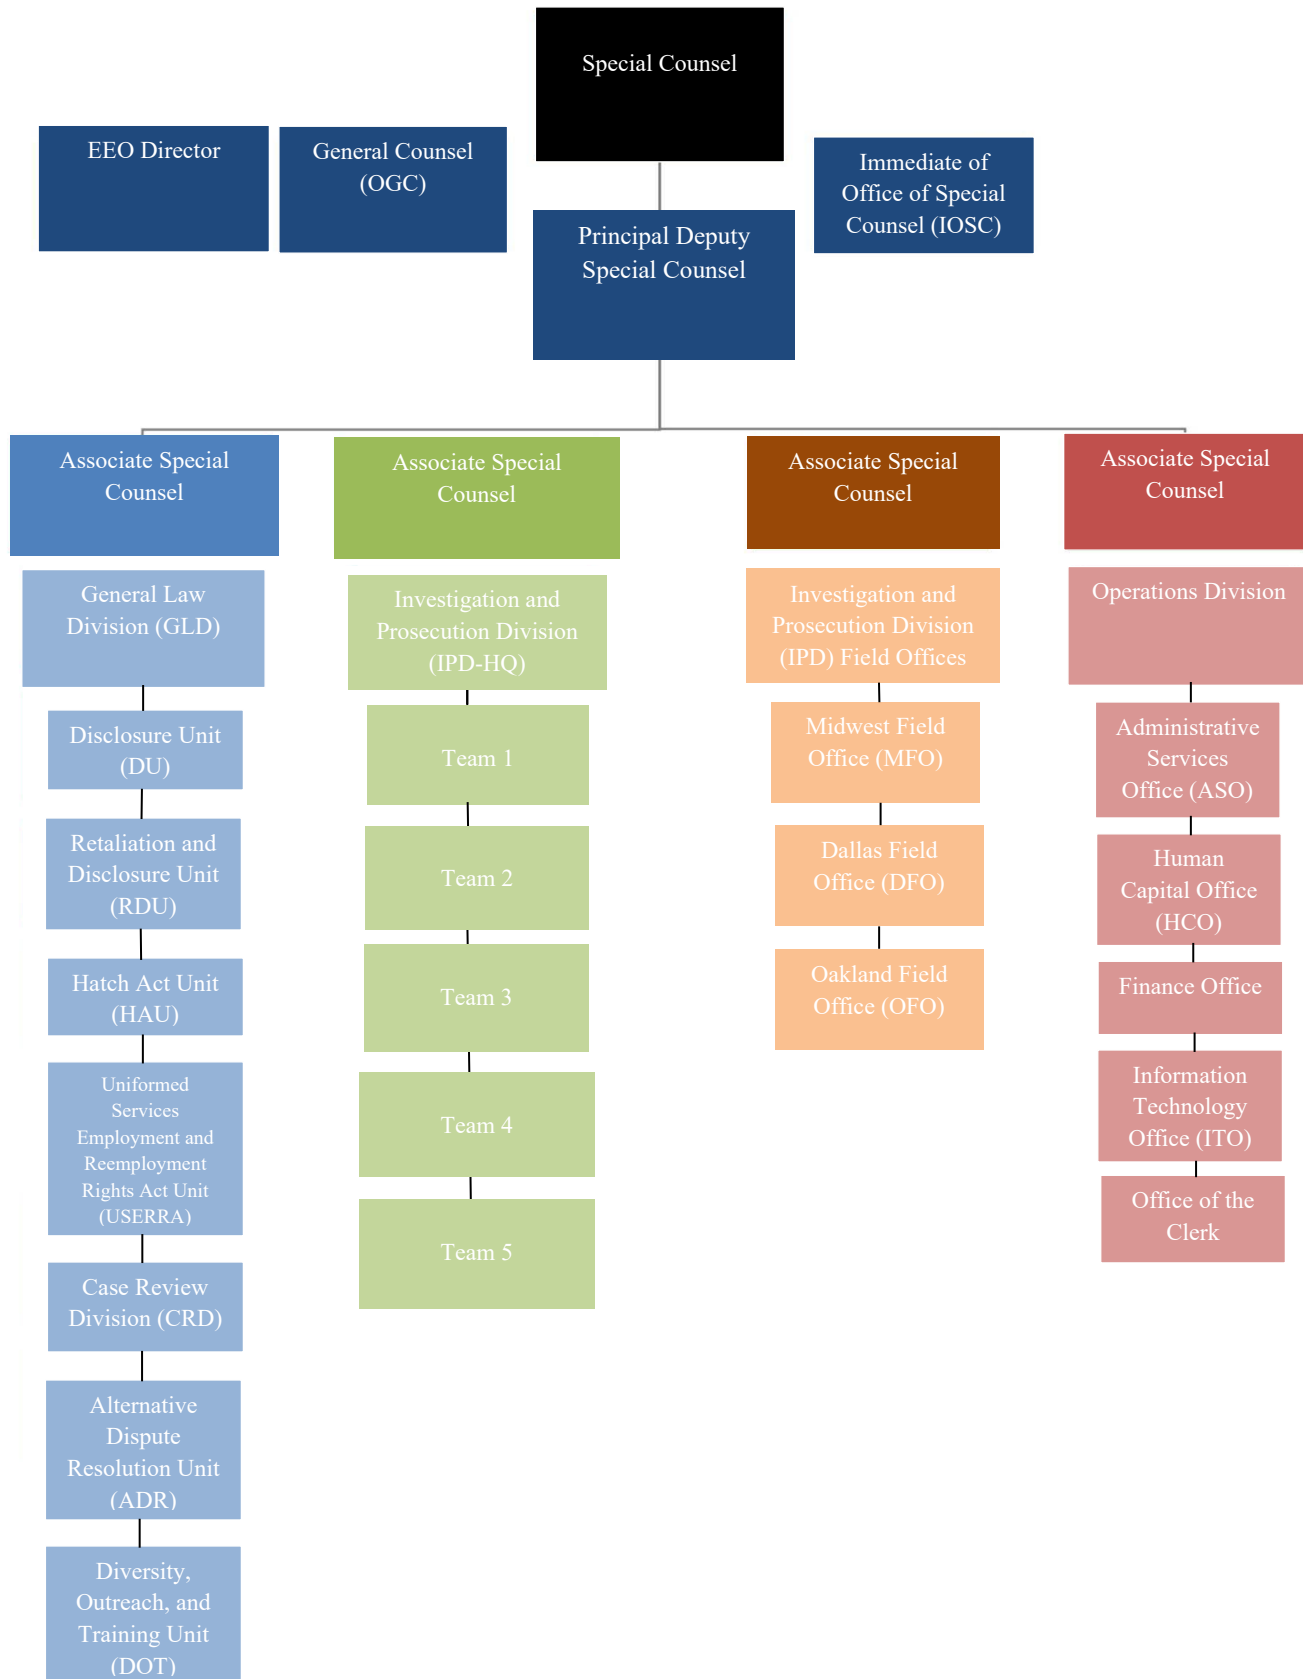 Special Counsel
EEO Director
General Counsel
(OGC)
Immediate of
Office of Special
Counsel (IOSC)
Principal Deputy
Special Counsel
Associate Special
Counsel
General Law
Division (GLD)
Disclosure Unit
(DU)
Retaliation and
Disclosure Unit
(RDU)
Hatch Act Unit
(HAU)
Uniformed
Services
Employment and
Reemployment
Rights Act Unit
(USERRA)
Case Review
Division (CRD)
Alternative
Dispute
Resolution Unit
(ADR)
Diversity,
Outreach, and
Training Unit
(DOT)
Associate Special
Counsel
Investigation and
Prosecution Division
(IPD-HQ)
Team 1
Team 2
Team 3
Team 4
Team 5
Associate Special
Counsel
Investigation and
Prosecution Division
(IPD) Field Offices
Midwest Field
Office (MFO)
Dallas Field
Office (DFO)
Oakland Field
Office (OFO)
Associate Special
Counsel
Operations Division
Administrative
Services
Office (ASO)
Human
Capital Office
(HCO)
Finance Office
Information
Technology
Office (ITO)
Office of the
Clerk